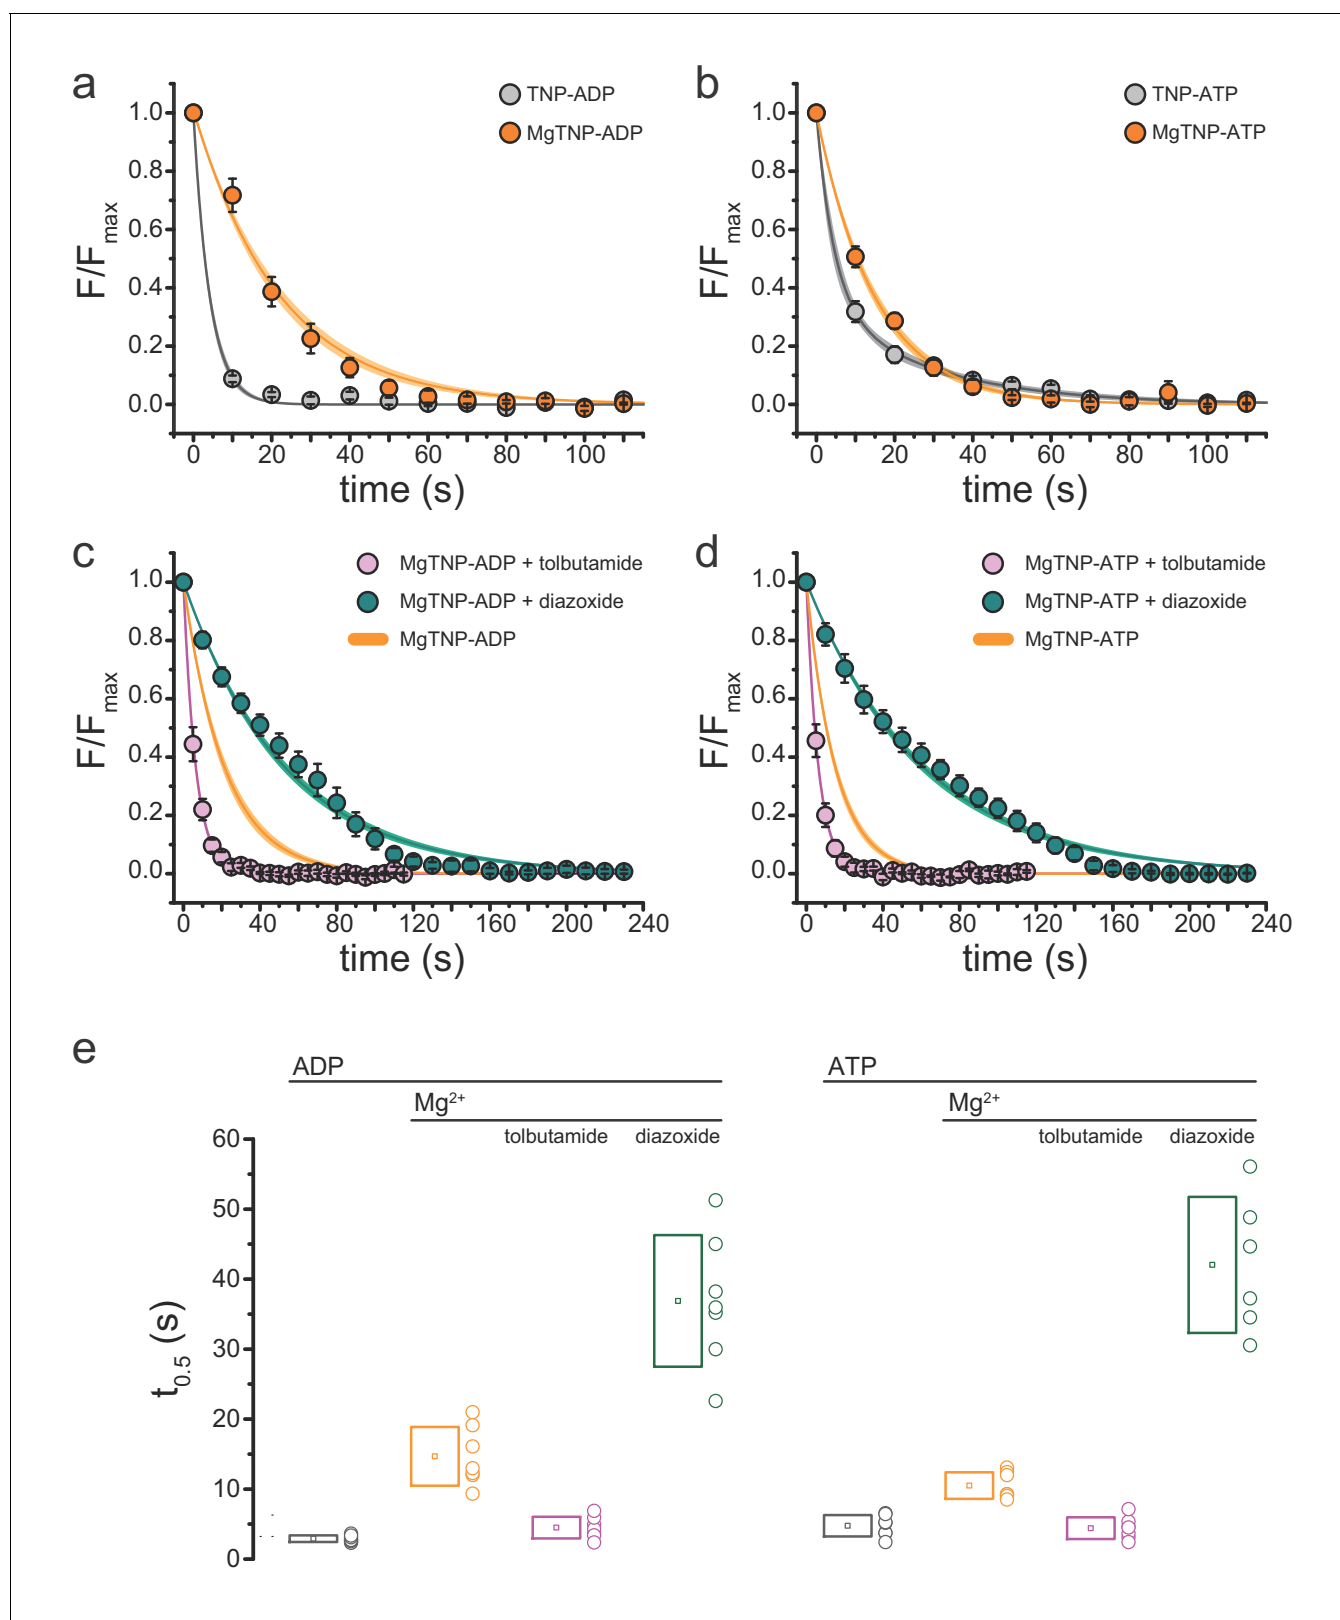 a
TNP-ADP
MgTNP-ADP
1.0
0.8
0.6
0.4
0.2
0.0
F/Fmax
0 20 40 60 80 100
time (s)
b
TNP-ATP
MgTNP-ATP
1.0
0.8
0.6
0.4
0.2
0.0
F/Fmax
0 20 40 60 80 100
time (s)
c
MgTNP-ADP + tolbutamide
MgTNP-ADP + diazoxide
MgTNP-ADP
1.0
0.8
0.6
0.4
0.2
0.0
F/Fmax
0 40 80 120 160 200 240
time (s)
d
MgTNP-ATP + tolbutamide
MgTNP-ATP + diazoxide
MgTNP-ATP
1.0
0.8
0.6
0.4
0.2
0.0
F/Fmax
0 40 80 120 160 200 240
time (s)
e
ADP
Mg2+
tolbutamide diazoxide
ATP
Mg2+
tolbutamide diazoxide
60
50
40
30
20
10
0
t0.5 (s)